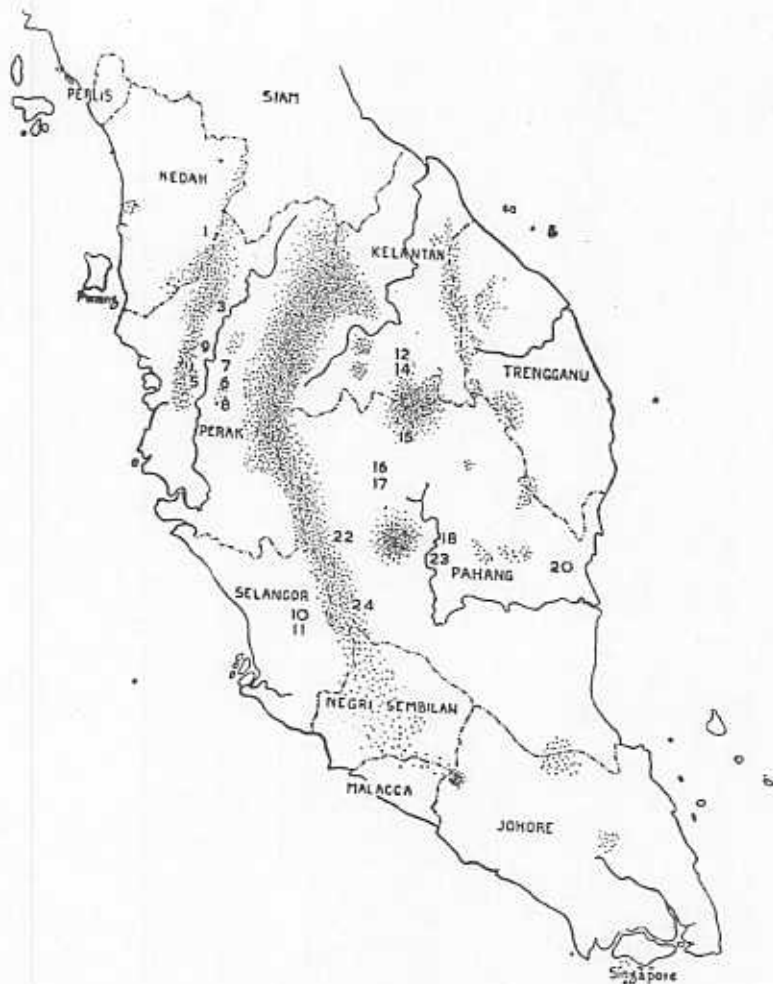 PERLIS
SIAM
KEDAH
1
KELANTAN
Penang
3
9
12
7
14
TRENGGANU
5
6
8
PERAK
15
16
17
22
18
23
PAHANG
20
SELANGOR
24
10
11
NEGRI SEMBILAN
MALACCA
JOHORE
Singapore